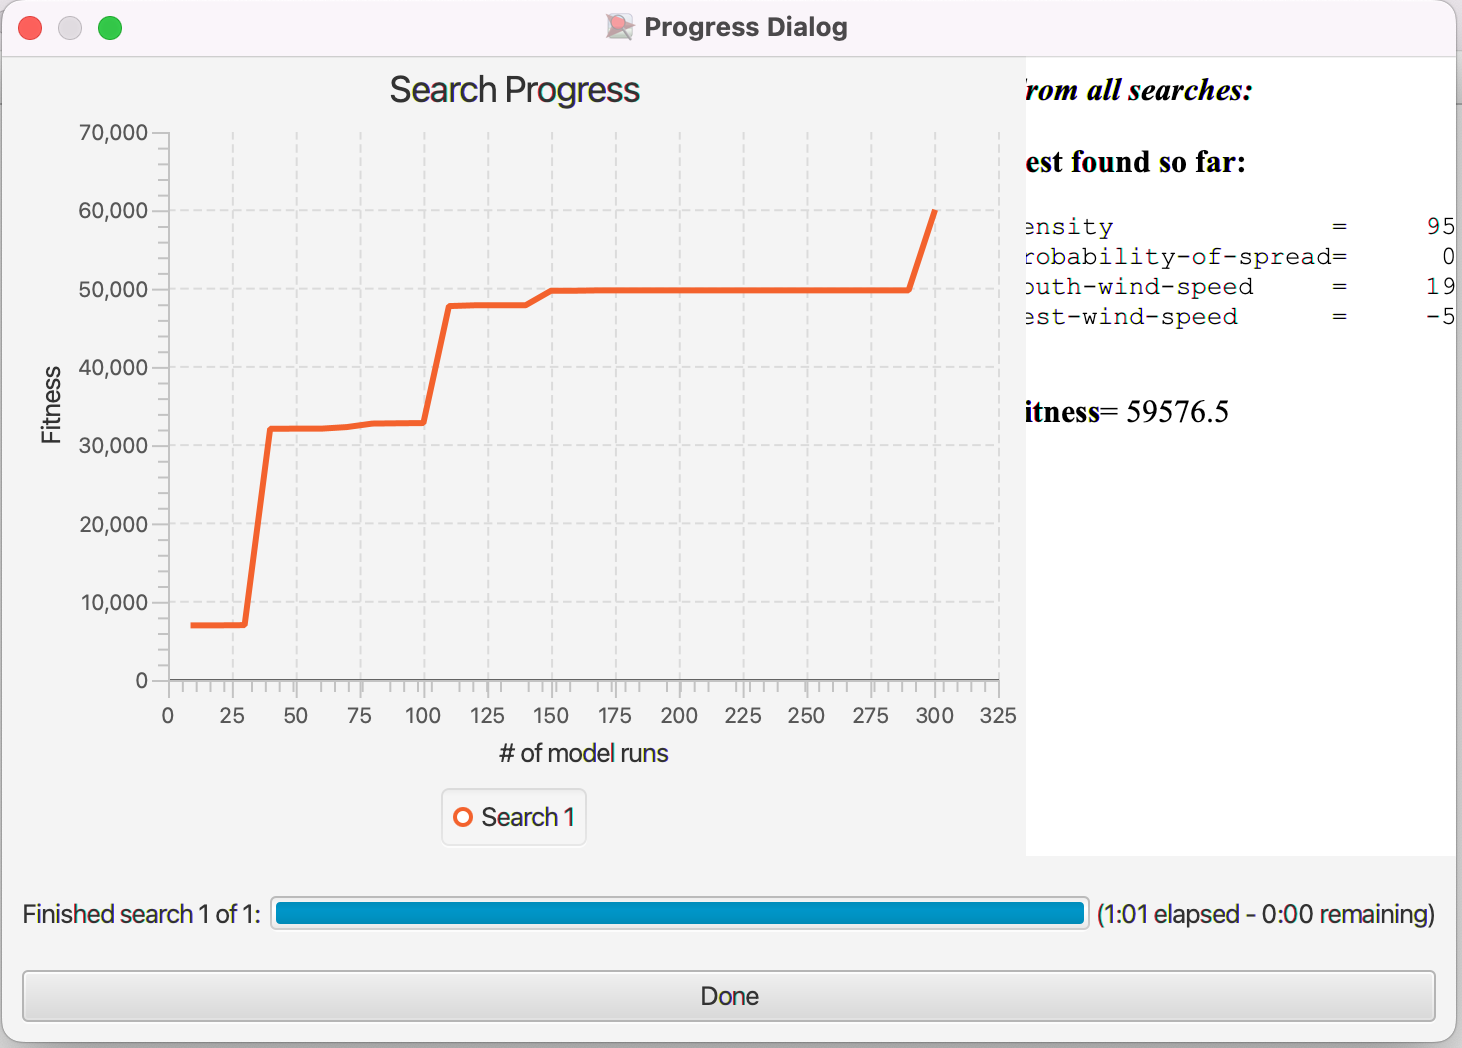 Progress Dialog
Search Progress
70,000
60,000
50,000
40,000
30,000
20,000
10,000
0
Fitness
0 25 50 75 100 125 150 175 200 225 250 275 300 325
# of model runs
Search 1
rom all searches:
est found so far:
ensity = 95
robability-of-spread= 0
outh-wind-speed = 19
est-wind-speed = -5
itness= 59576.5
Finished search 1 of 1: (1:01 elapsed - 0:00 remaining)
Done